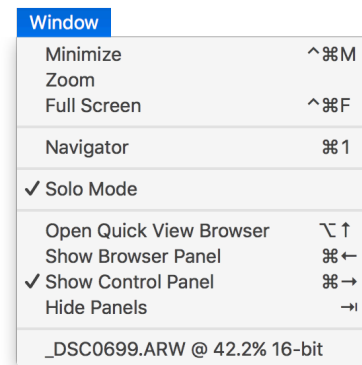 Window
Minimize ^⌘M
Zoom
Full Screen ^⌘F
Navigator ⌘1
✓ Solo Mode
Open Quick View Browser ⌥↑
Show Browser Panel ⌘←
✓ Show Control Panel ⌘→
Hide Panels ⇥
_DSC0699.ARW @ 42.2% 16-bit